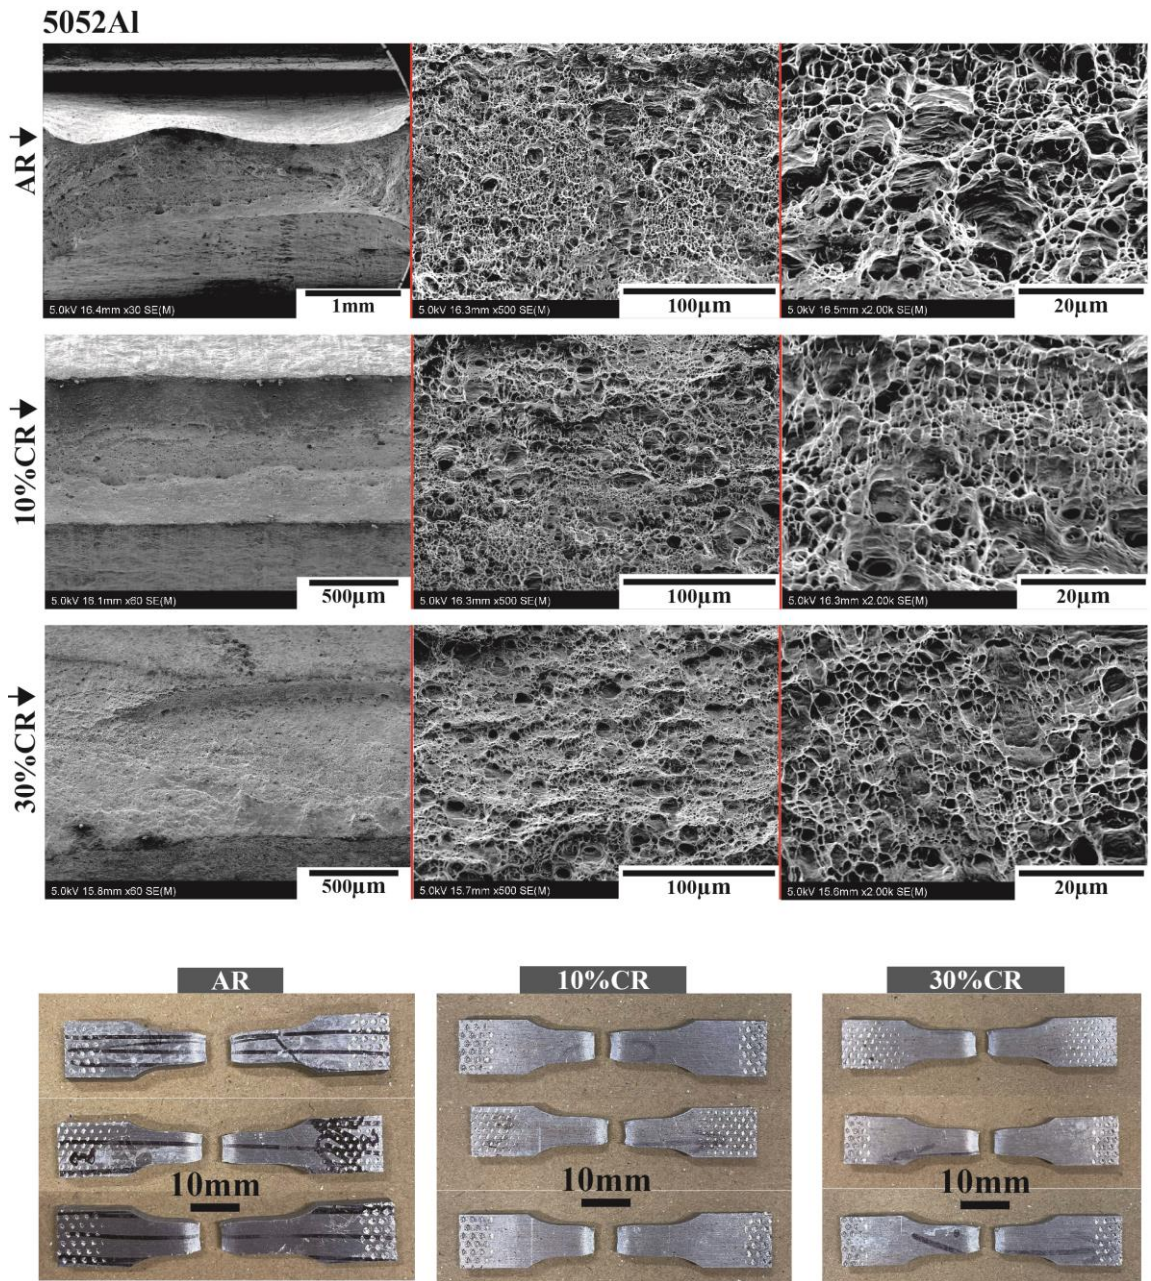 5052Al
AR
5.0kV 16.4mm x30 SE(M)
1mm
5.0kV 16.3mm x500 SE(M)
100µm
5.0kV 16.5mm x2.00k SE(M)
20µm
10%CR
5.0kV 16.1mm x60 SE(M)
500µm
5.0kV 16.3mm x500 SE(M)
100µm
5.0kV 16.3mm x2.00k SE(M)
20µm
30%CR
5.0kV 15.8mm x60 SE(M)
500µm
5.0kV 15.7mm x500 SE(M)
100µm
5.0kV 15.6mm x2.00k SE(M)
20µm
AR
10%CR
30%CR
10mm
10mm
10mm